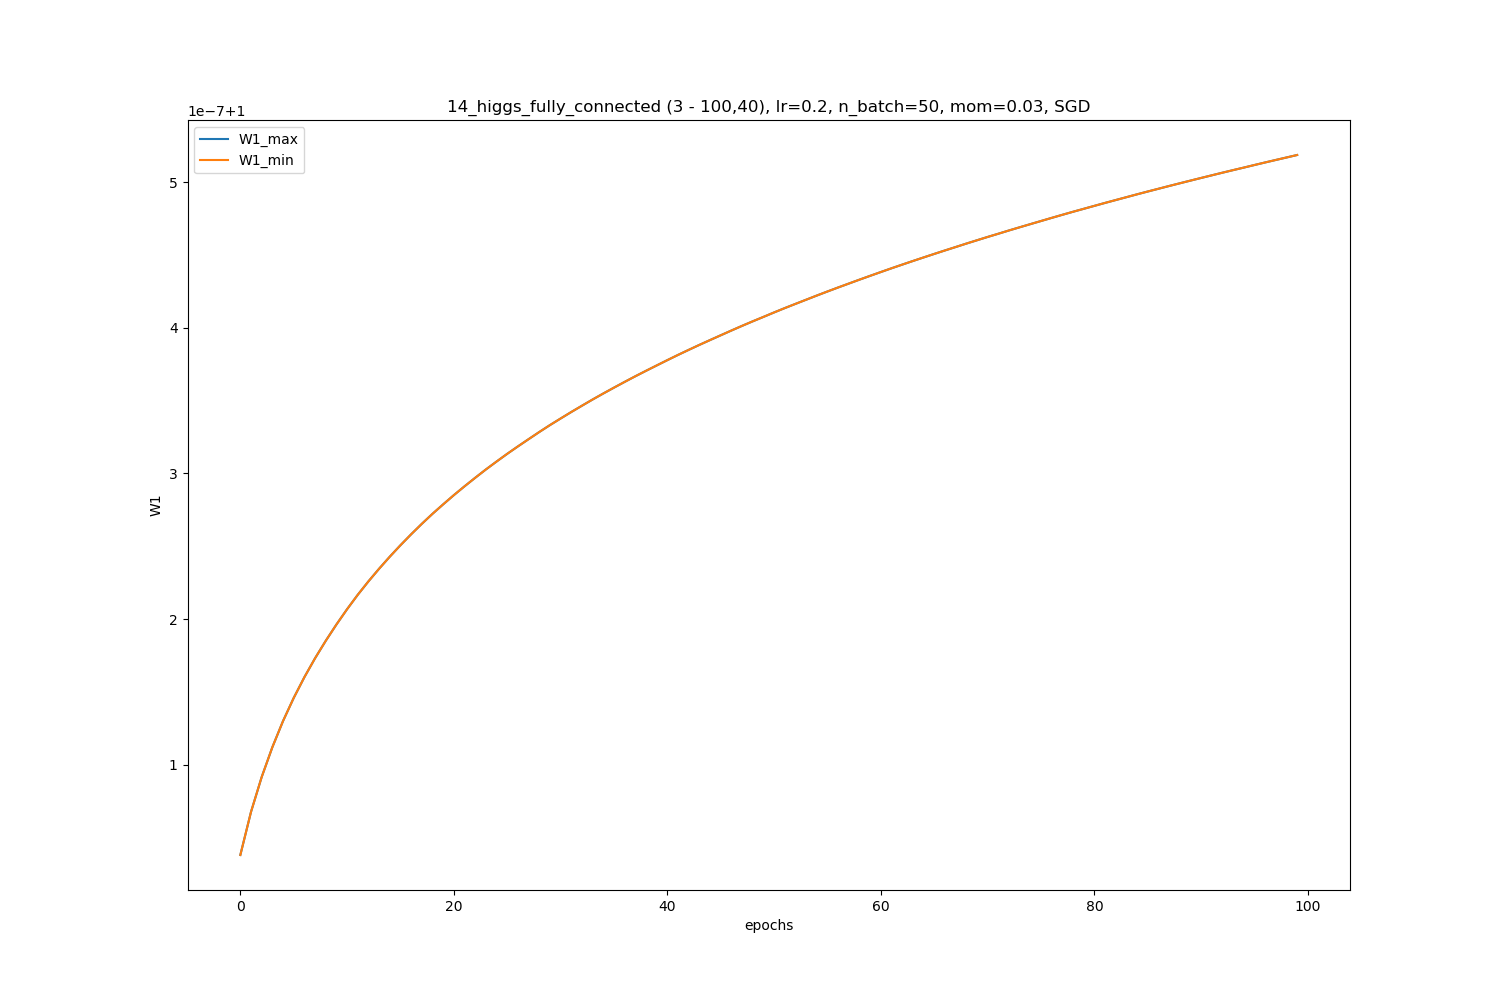 14_higgs_fully_connected (3 - 100,40), lr=0.2, n_batch=50, mom=0.03, SGD
1e−7+1
W1_max
W1_min
5
4
3
2
1
W1
0 20 40 60 80 100
epochs